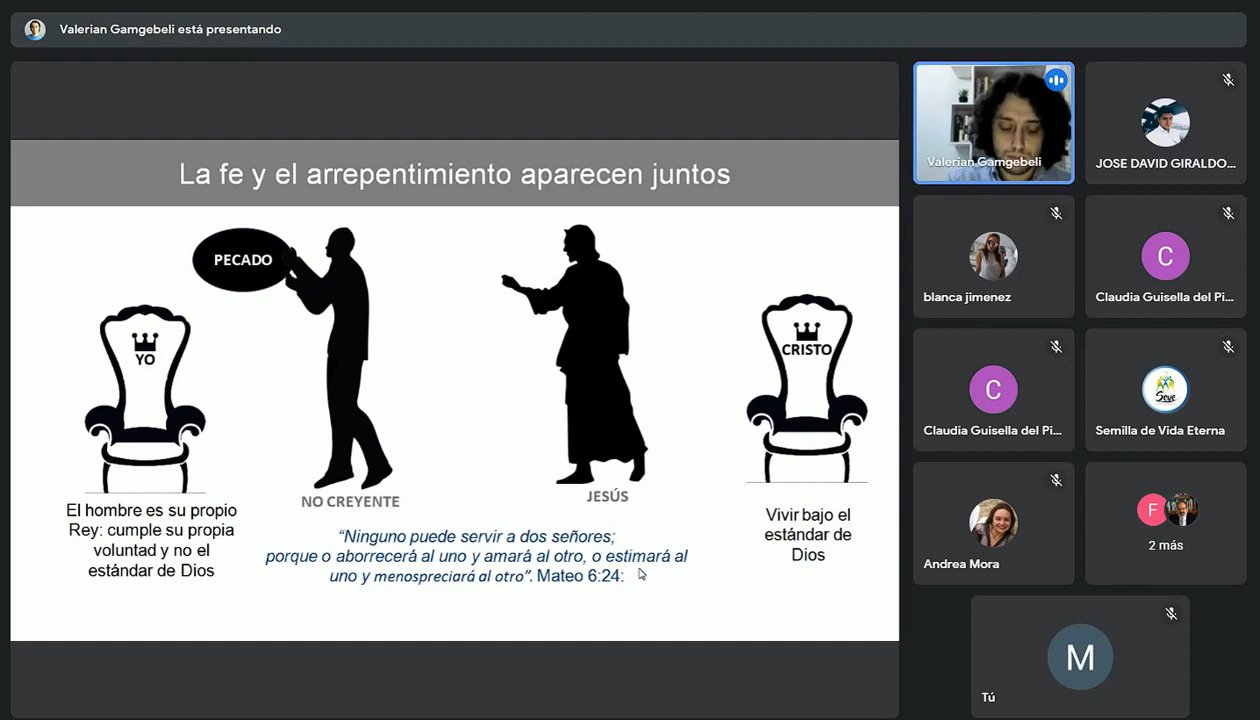 Valerian Gamgebeli está presentando
La fe y el arrepentimiento aparecen juntos
PECADO
YO
CRISTO
NO CREYENTE
JESÚS
El hombre es su propio
Rey: cumple su propia
voluntad y no el
estándar de Dios
“Ninguno puede servir a dos señores;
porque o aborrecerá al uno y amará al otro, o estimará al
uno y menospreciará al otro”. Mateo 6:24:
Vivir bajo el
estándar de
Dios
Valerian Gamgebeli
JOSE DAVID GIRALDO...
blanca jimenez
C
Claudia Guisella del Pi...
C
Claudia Guisella del Pi...
Seve
Semilla de Vida Eterna
Andrea Mora
F
2 más
M
Tú